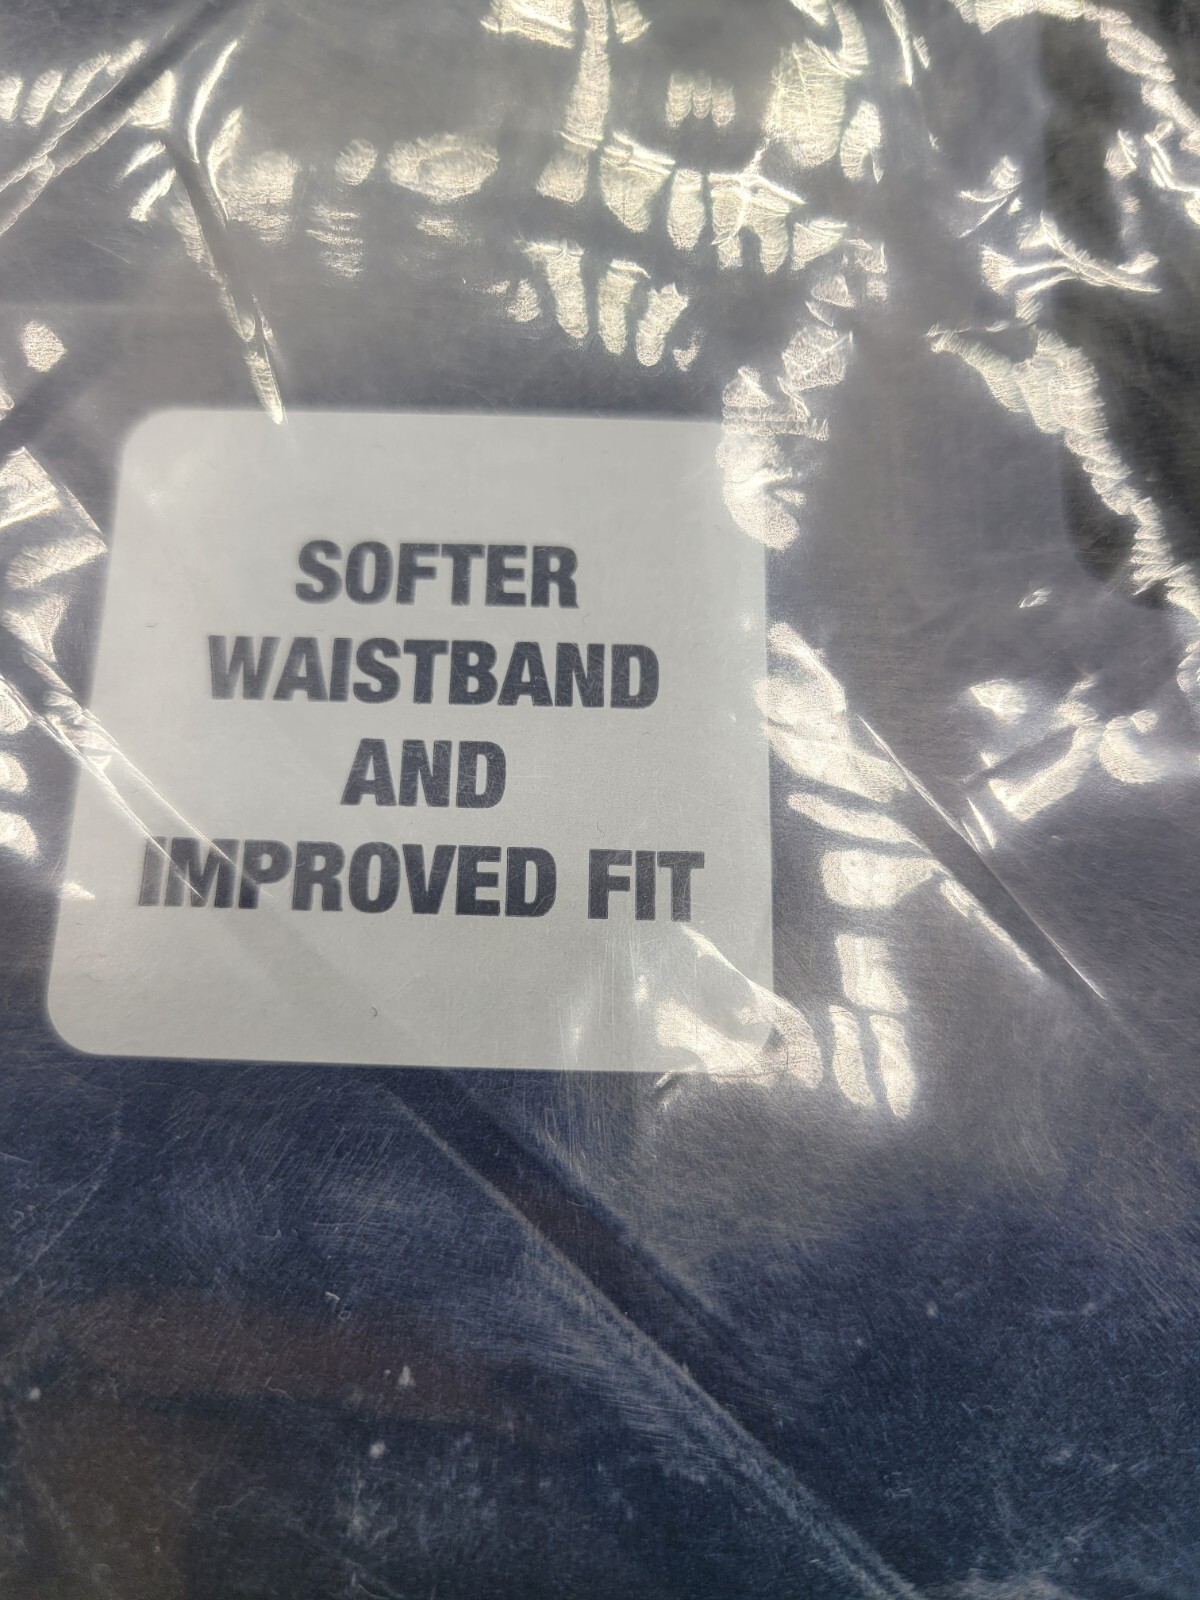 SOFTER
WAISTBAND
AND
IMPROVED FIT